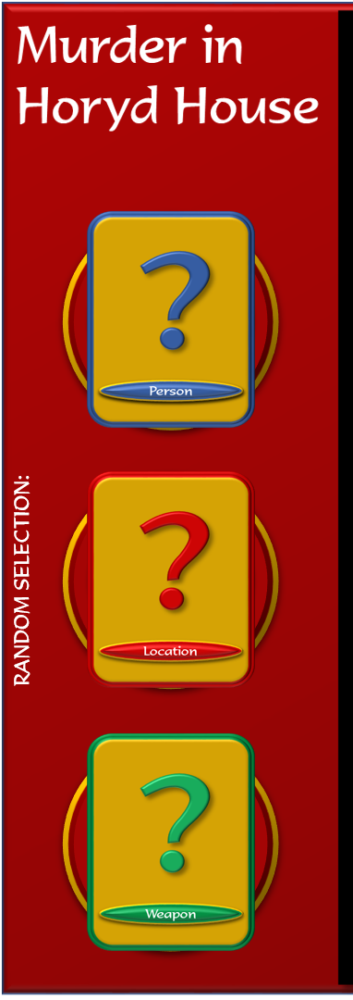 Murder in
Horyd House
?
Person
RANDOM SELECTION:
?
Location
?
Weapon